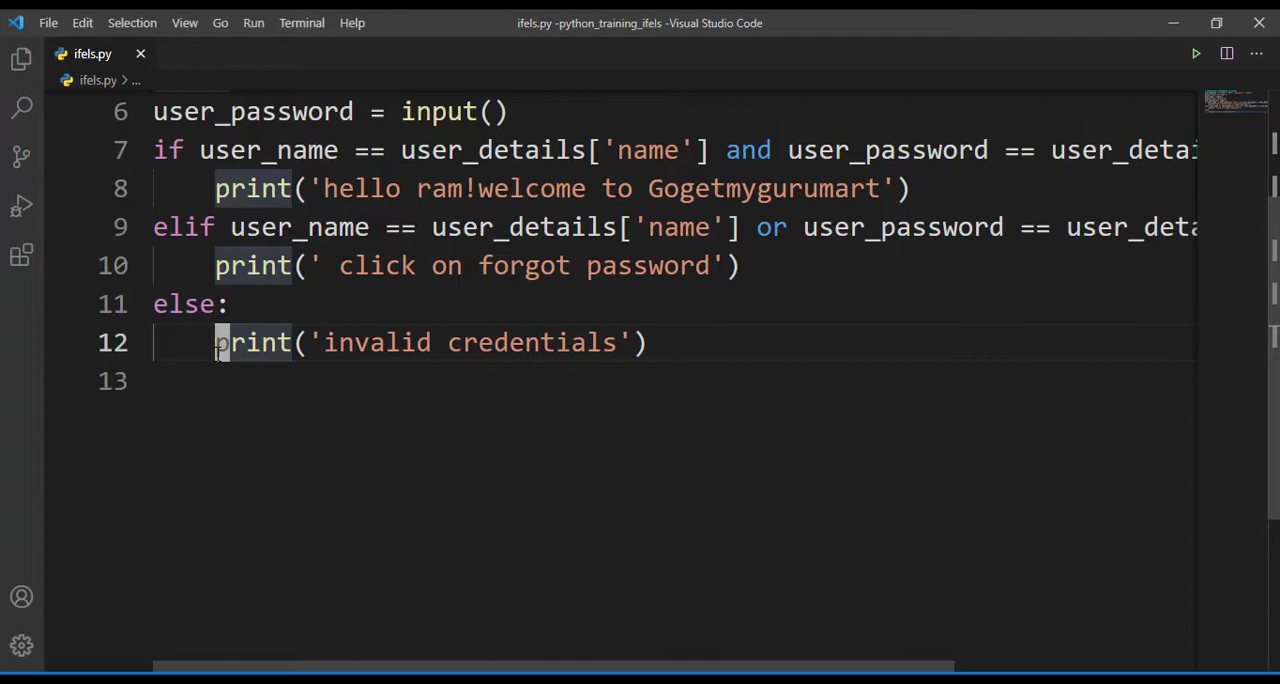 File Edit Selection View Go Run Terminal Help ifels.py -python_training_ifels -Visual Studio Code
ifels.py
ifels.py > ...
6 user_password = input()
7 if user_name == user_details['name'] and user_password == user_detai
8 print('hello ram!welcome to Gogetmygurumart')
9 elif user_name == user_details['name'] or user_password == user_deta
10 print(' click on forgot password')
11 else:
12 print('invalid credentials')
13